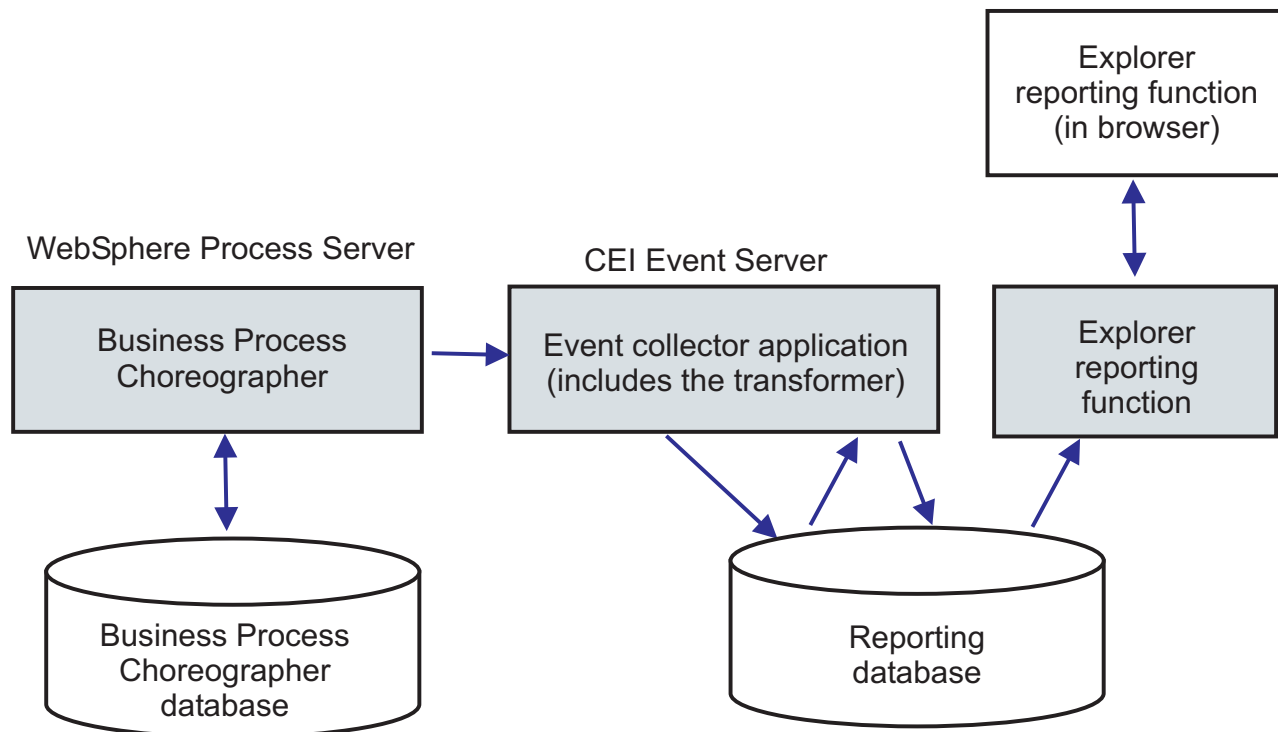 Explorer
reporting function
(in browser)
WebSphere Process Server
CEI Event Server
Business Process
Choreographer
Event collector application
(includes the transformer)
Explorer
reporting
function
Business Process
Choreographer
database
Reporting
database